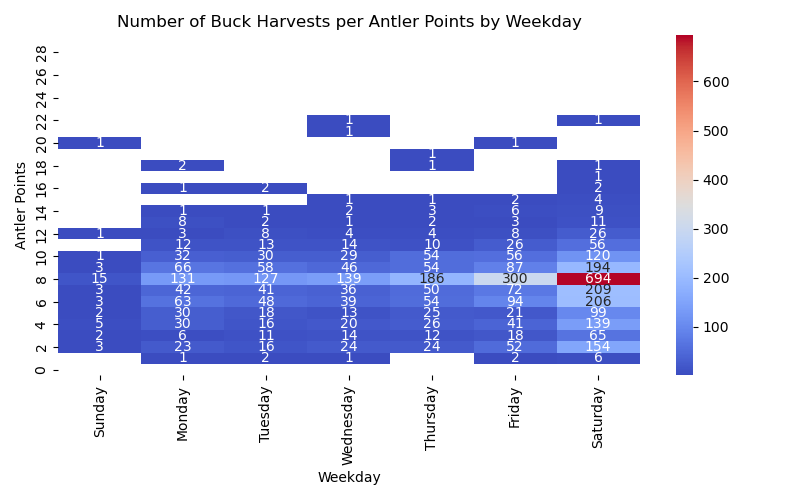 Number of Buck Harvests per Antler Points by Weekday
28
26
24
22 1 1
1
20 1 1
1
18 2 1 1
1
16 1 2 2
1 1 2 4
14 1 1 2 3 6 9
8 2 1 2 3 11
12 1 3 8 4 4 8 26
12 13 14 10 26 56
10 1 32 30 29 54 56 120
3 66 58 46 54 87 194
8 15 131 127 139 186 300 694
3 42 41 36 50 72 209
6 3 63 48 39 54 94 206
2 30 18 13 25 21 99
4 5 30 16 20 26 41 139
2 6 11 14 12 18 65
2 3 23 16 24 24 52 154
1 2 1 2 6
0
Antler Points
Sunday Monday Tuesday Wednesday Thursday Friday Saturday
Weekday
600
500
400
300
200
100